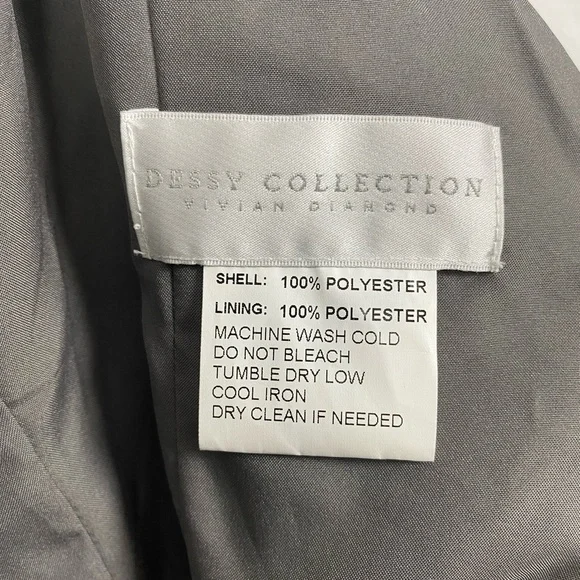 DESSY COLLECTION
VIVIAN DIAMOND
SHELL: 100% POLYESTER
LINING: 100% POLYESTER
MACHINE WASH COLD
DO NOT BLEACH
TUMBLE DRY LOW
COOL IRON
DRY CLEAN IF NEEDED